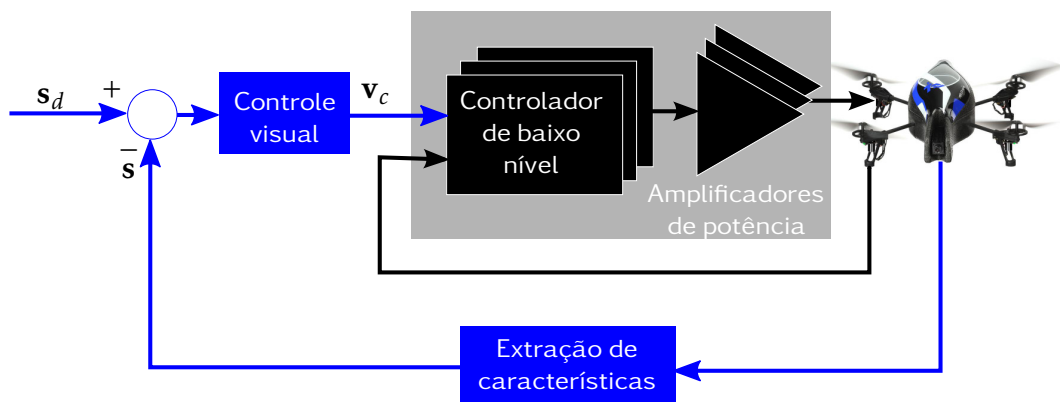 s_d
+
−
s
Controle
visual
v_c
Controlador
de baixo
nível
Amplificadores
de potência
Extração de
características